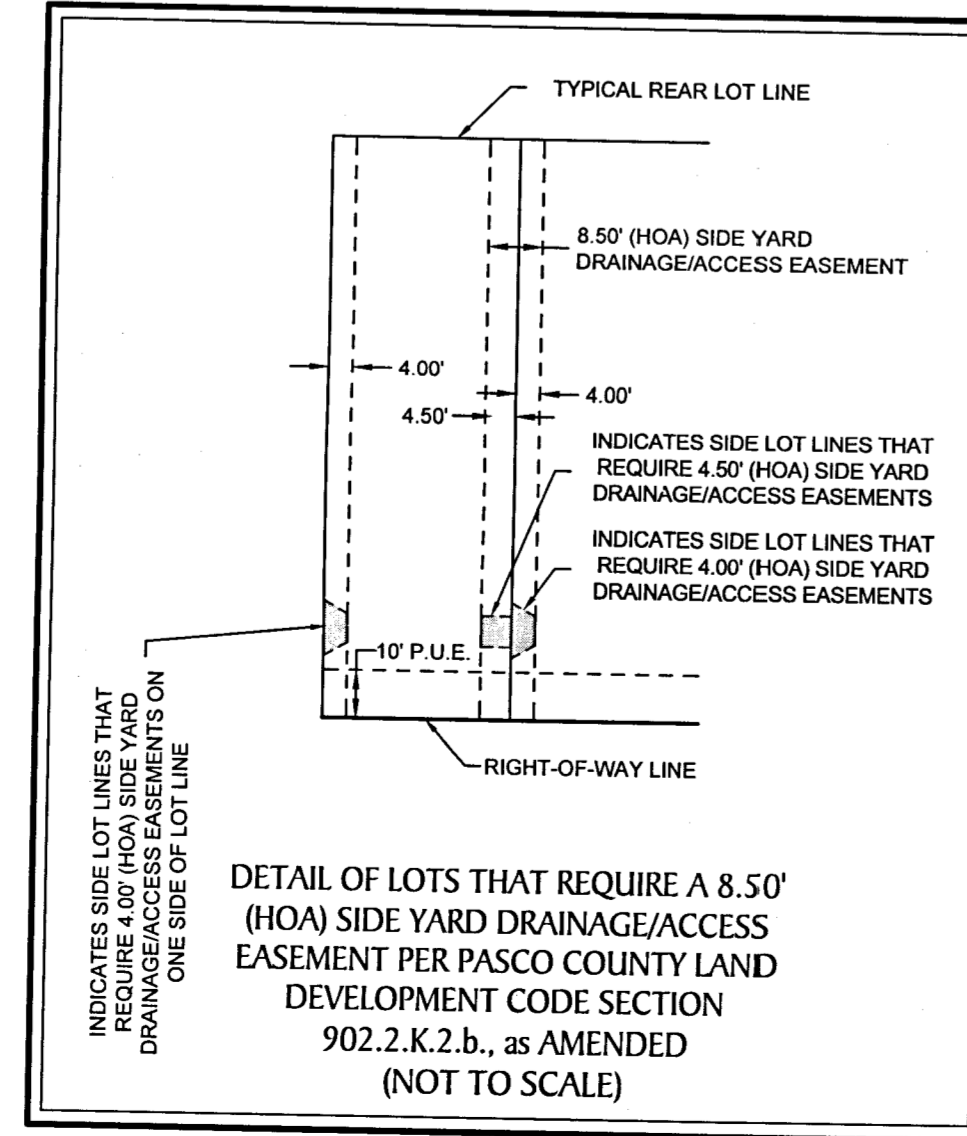 TYPICAL REAR LOT LINE
8.50' (HOA) SIDE YARD
DRAINAGE/ACCESS EASEMENT
4.00'
4.00'
4.50'
INDICATES SIDE LOT LINES THAT
REQUIRE 4.50' (HOA) SIDE YARD
DRAINAGE/ACCESS EASEMENTS
INDICATES SIDE LOT LINES THAT
REQUIRE 4.00' (HOA) SIDE YARD
DRAINAGE/ACCESS EASEMENTS
10' P.U.E.
RIGHT-OF-WAY LINE
INDICATES SIDE LOT LINES THAT
REQUIRE 4.00' (HOA) SIDE YARD
DRAINAGE/ACCESS EASEMENTS ON
ONE SIDE OF LOT LINE
DETAIL OF LOTS THAT REQUIRE A 8.50'
(HOA) SIDE YARD DRAINAGE/ACCESS
EASEMENT PER PASCO COUNTY LAND
DEVELOPMENT CODE SECTION
902.2.K.2.b., as AMENDED
(NOT TO SCALE)